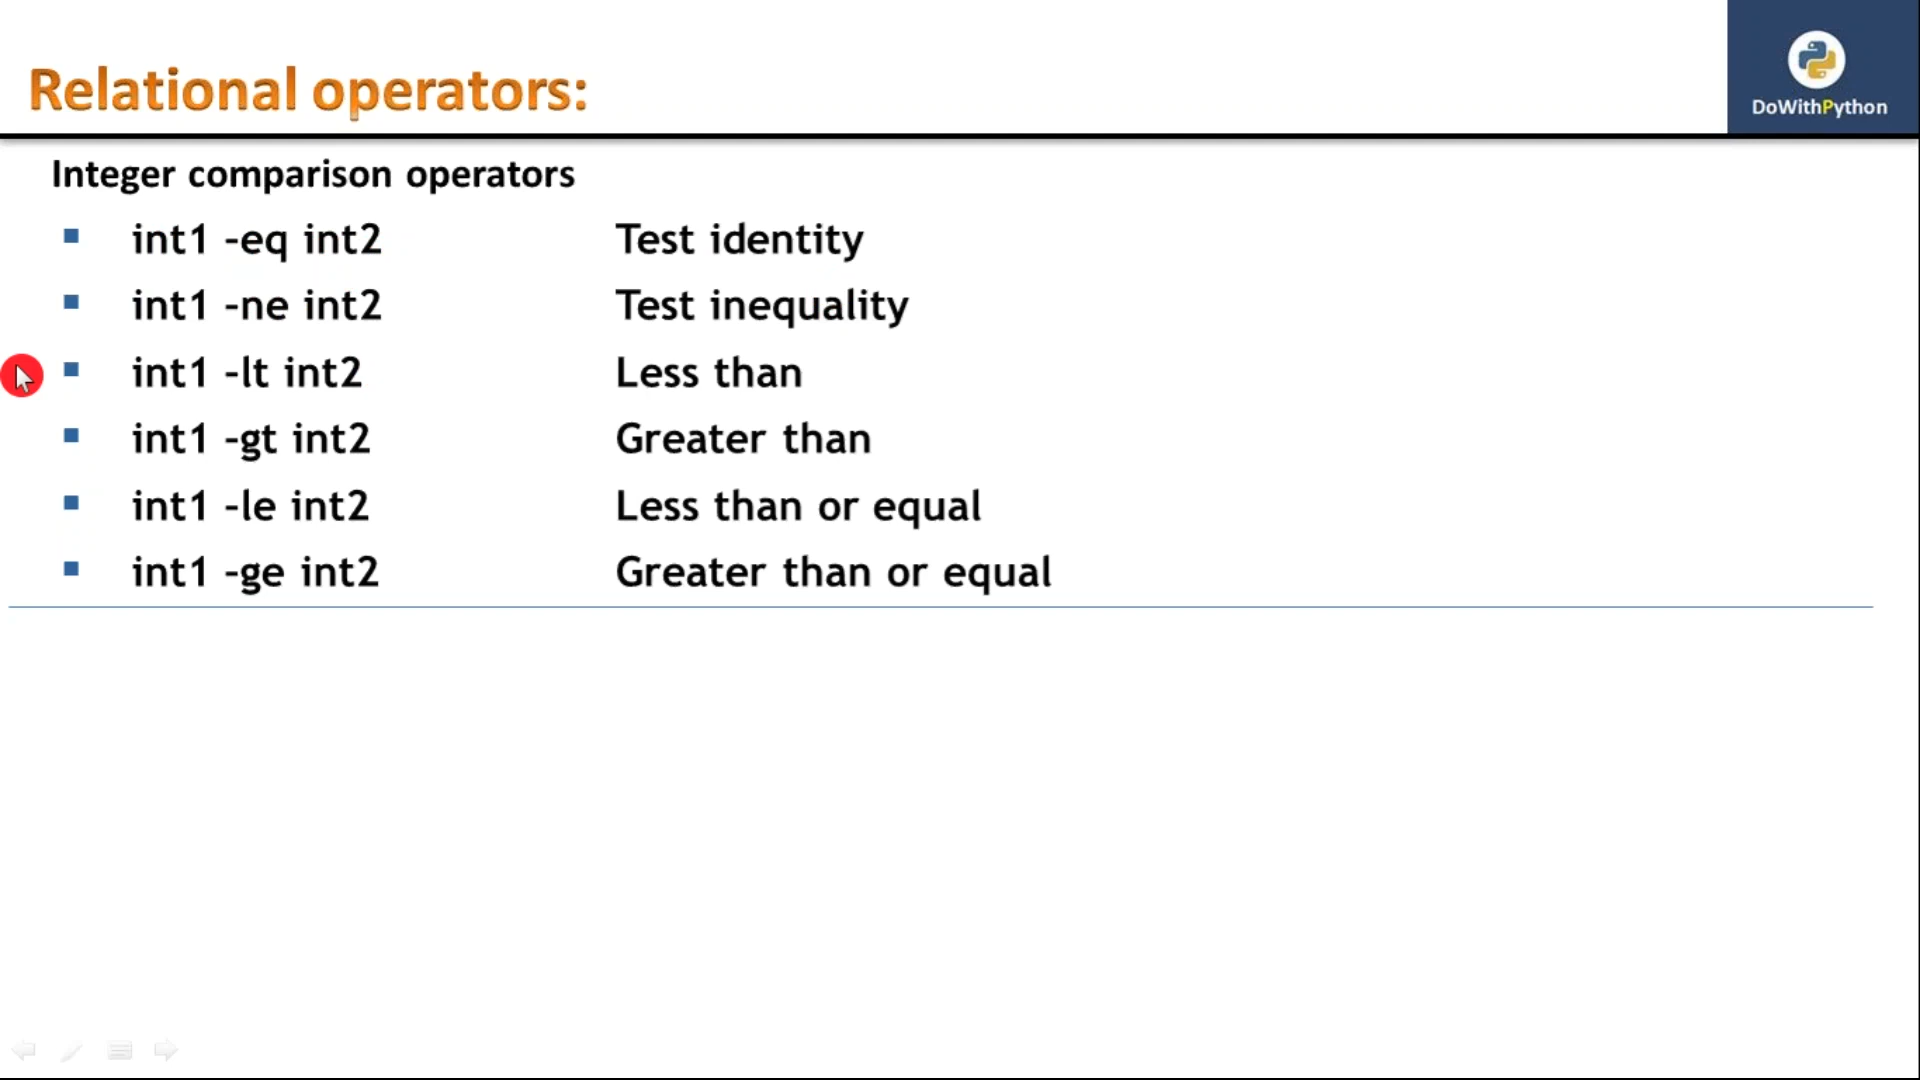 Relational operators:
DoWithPython
Integer comparison operators
int1 -eq int2 Test identity
int1 -ne int2 Test inequality
int1 -lt int2 Less than
int1 -gt int2 Greater than
int1 -le int2 Less than or equal
int1 -ge int2 Greater than or equal